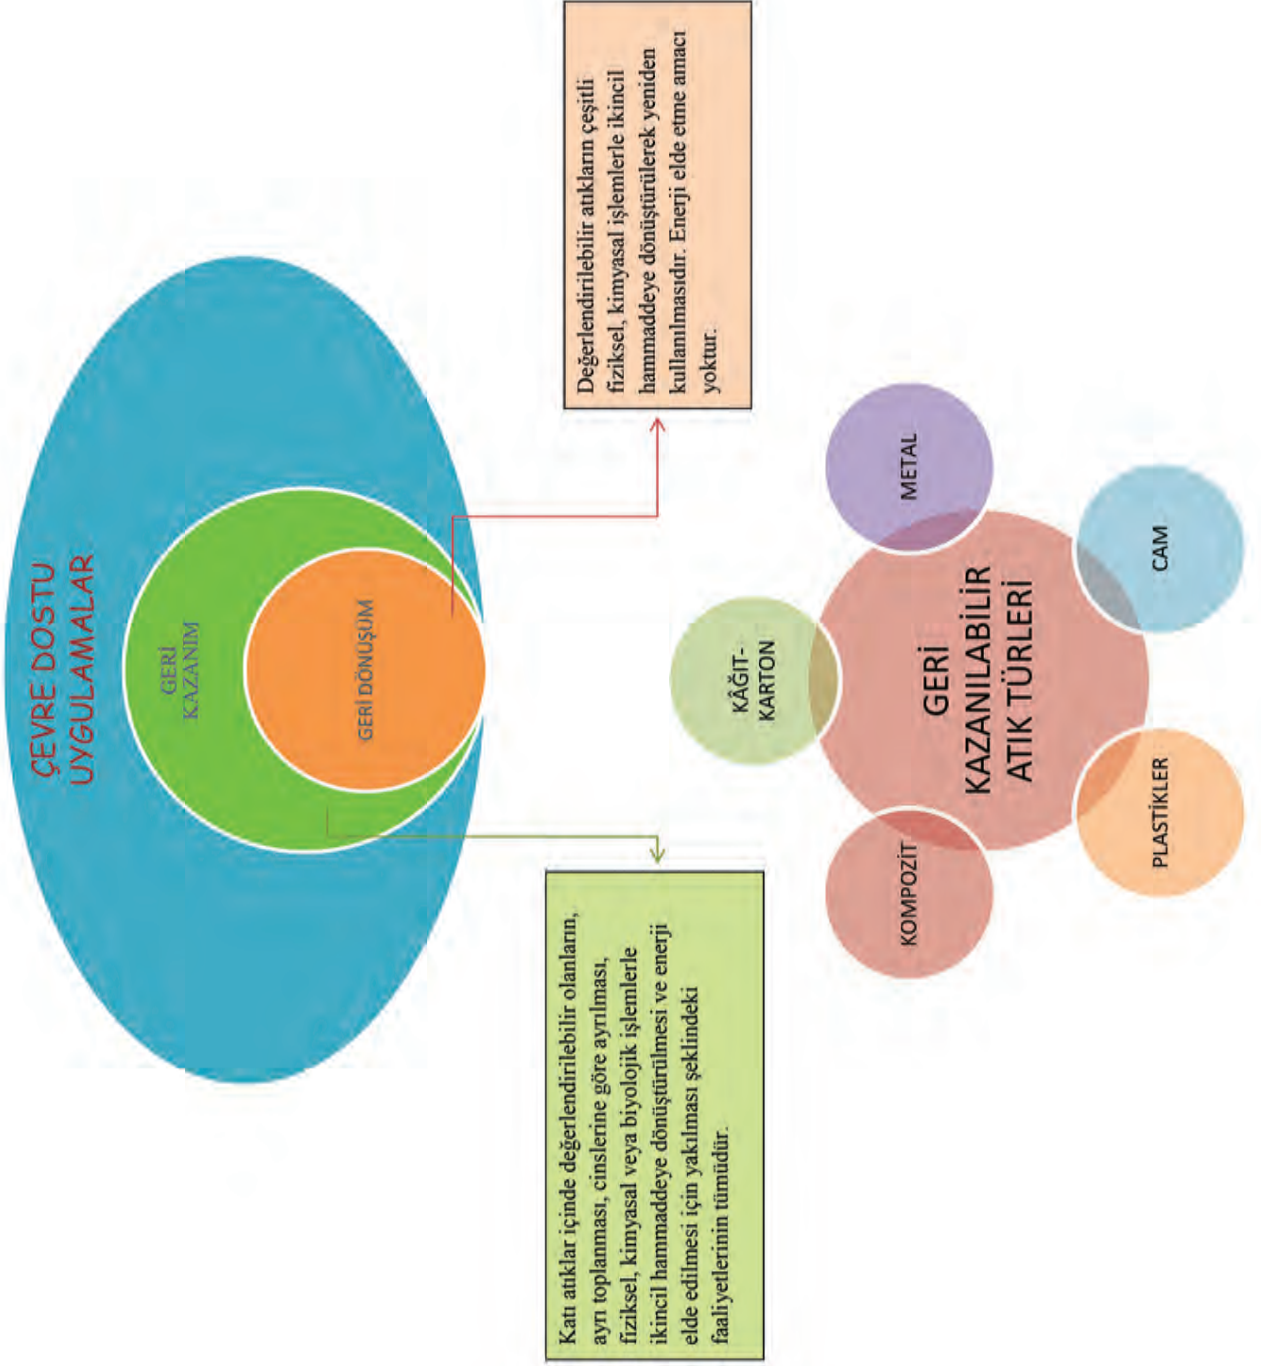 ÇEVRE DOSTU
UYGULAMALAR
GERİ
KAZANIM
GERİ DÖNÜŞÜM
Katı atıklar içinde değerlendirilebilir olanların,
ayrı toplanması, cinslerine göre ayrılması,
fiziksel, kimyasal veya biyolojik işlemlerle
ikincil hammaddeye dönüştürülmesi ve enerji
elde edilmesi için yakılması şeklindeki
faaliyetlerinin tümüdür.
Değerlendirilebilir atıkların çeşitli
fiziksel, kimyasal işlemlerle ikincil
hammaddeye dönüştürülerek yeniden
kullanılmasıdır. Enerji elde etme amacı
yoktur.
KÂĞIT-
KARTON
KOMPOZİT
METAL
GERİ
KAZANILABİLİR
ATIK TÜRLERİ
PLASTİKLER
CAM